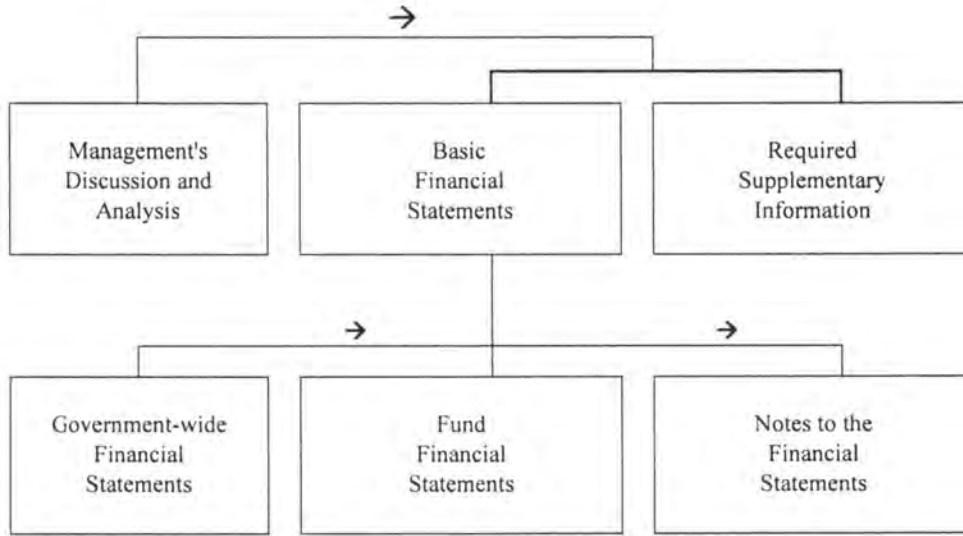 Management's
Discussion and
Analysis
Basic
Financial
Statements
Required
Supplementary
Information
Government-wide
Financial
Statements
Fund
Financial
Statements
Notes to the
Financial
Statements